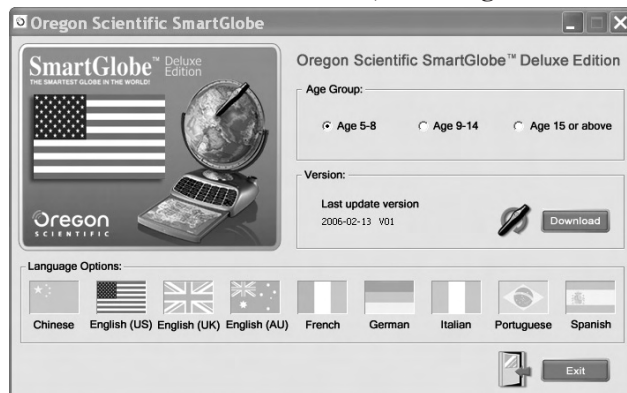 Oregon Scientific SmartGlobe
SmartGlobe™ Deluxe Edition
THE SMARTEST GLOBE IN THE WORLD!
Oregon
SCIENTIFIC
Oregon Scientific SmartGlobe™ Deluxe Edition
Age Group:
Age 5-8 Age 9-14 Age 15 or above
Version:
Last update version
2006-02-13 V01
Download
Language Options:
Chinese English (US) English (UK) English (AU) French German Italian Portuguese Spanish
Exit